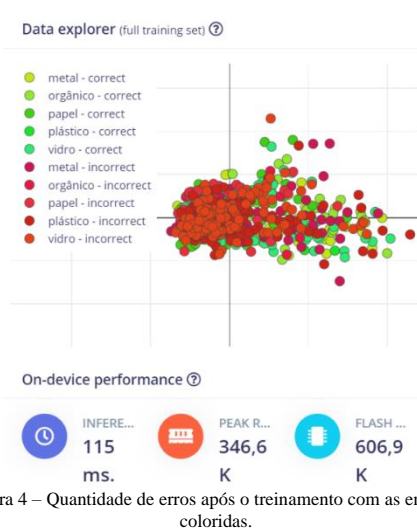 Data explorer (full training set) ?
metal - correct
orgânico - correct
papel - correct
plástico - correct
vidro - correct
metal - incorrect
orgânico - incorrect
papel - incorrect
plástico - incorrect
vidro - incorrect
On-device performance ?
INFERE... PEAK R... FLASH ...
115 346,6 606,9
ms. K K
ra 4 – Quantidade de erros após o treinamento com as
coloridas.